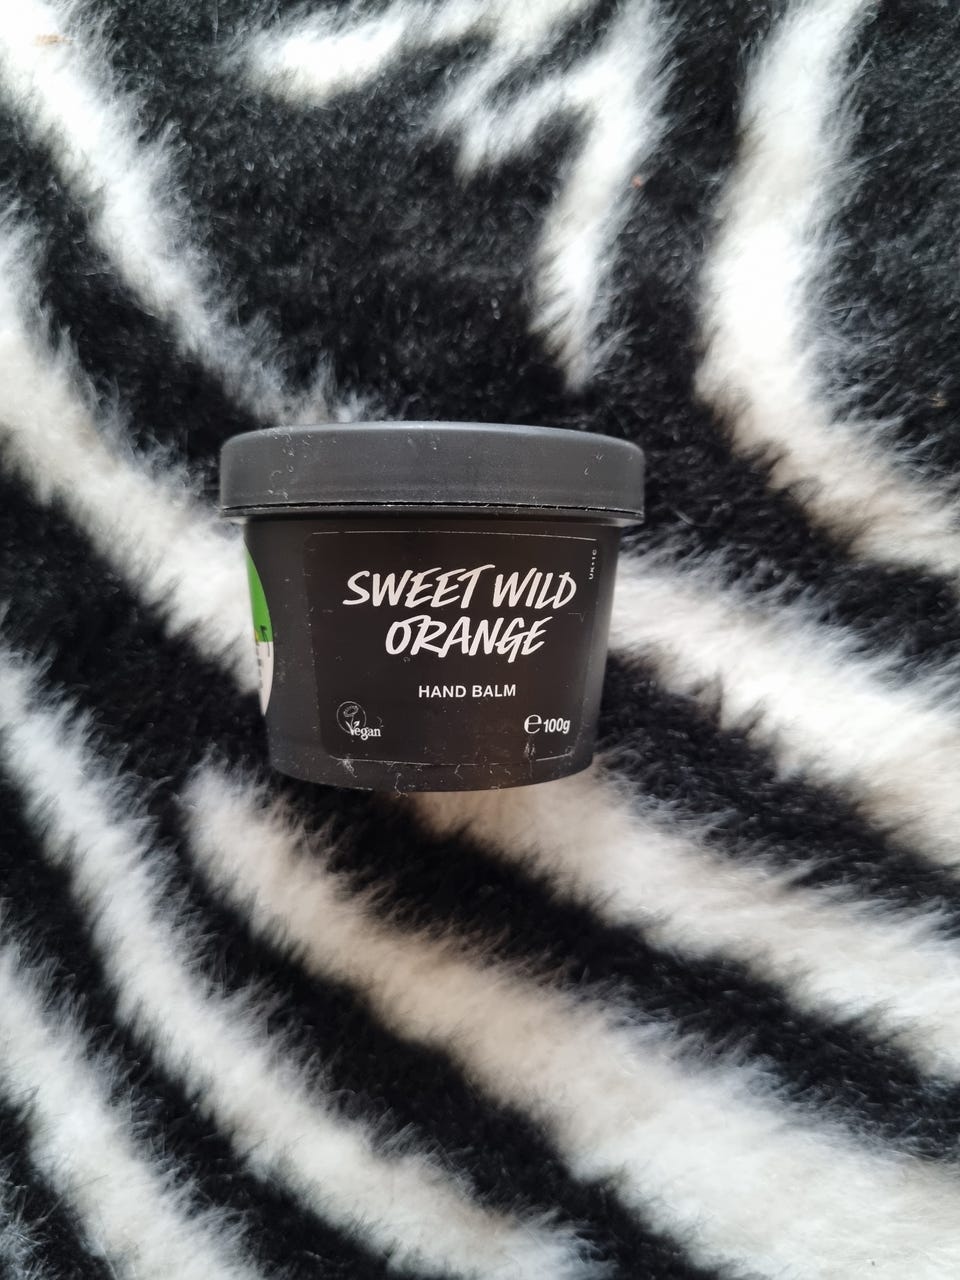 SWEET WILD
ORANGE
HAND BALM
Vegan
℮100g